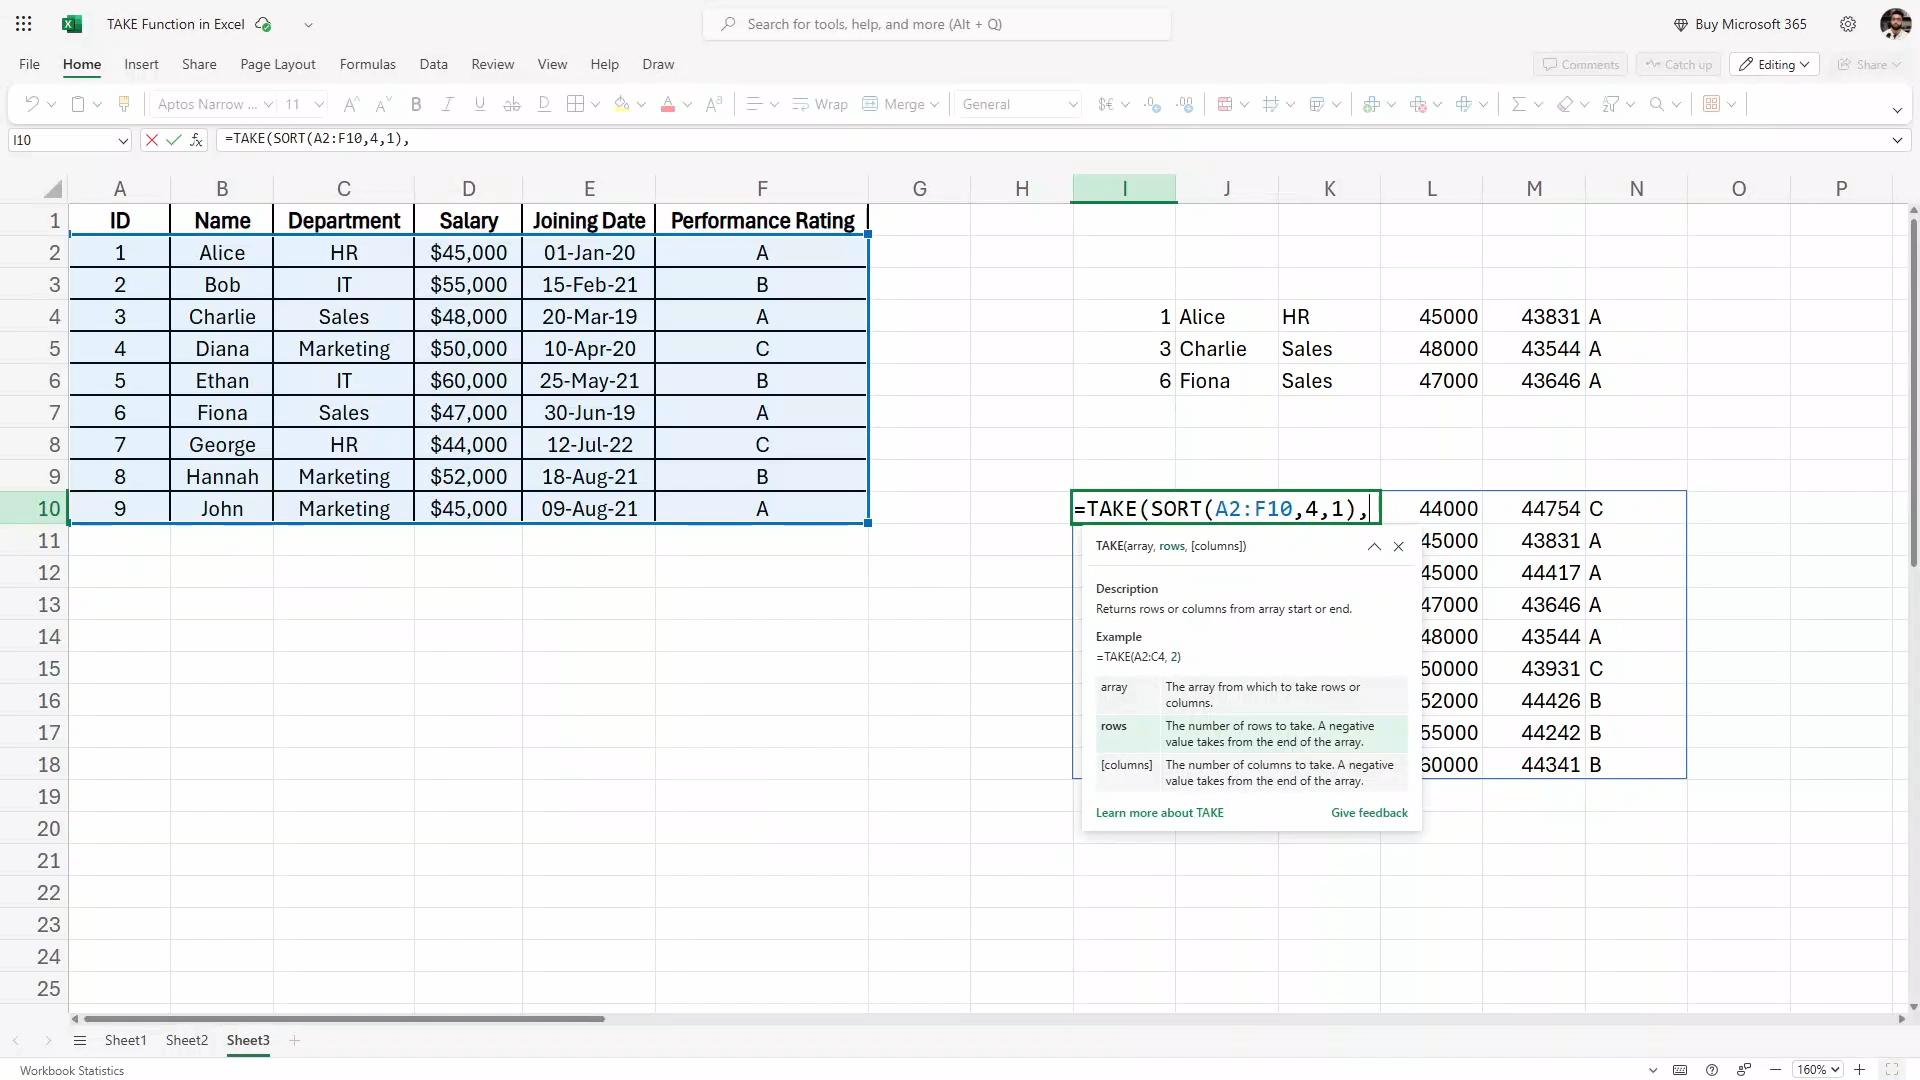 TAKE Function in Excel
Search for tools, help, and more (Alt + Q)
Buy Microsoft 365
File Home Insert Share Page Layout Formulas Data Review View Help Draw
Comments Catch up Editing Share
Aptos Narrow ... 11 Wrap Merge General
I10 =TAKE(SORT(A2:F10,4,1),
A B C D E F G H I J K L M N O P
1 ID Name Department Salary Joining Date Performance Rating
2 1 Alice HR $45,000 01-Jan-20 A
3 2 Bob IT $55,000 15-Feb-21 B
4 3 Charlie Sales $48,000 20-Mar-19 A 1 Alice HR 45000 43831 A
5 4 Diana Marketing $50,000 10-Apr-20 C 3 Charlie Sales 48000 43544 A
6 5 Ethan IT $60,000 25-May-21 B 6 Fiona Sales 47000 43646 A
7 6 Fiona Sales $47,000 30-Jun-19 A
8 7 George HR $44,000 12-Jul-22 C
9 8 Hannah Marketing $52,000 18-Aug-21 B
10 9 John Marketing $45,000 09-Aug-21 A =TAKE(SORT(A2:F10,4,1), 44000 44754 C
11 45000 43831 A
12 45000 44417 A
13 47000 43646 A
14 48000 43544 A
15 50000 43931 C
16 52000 44426 B
17 55000 44242 B
18 60000 44341 B
19
20
21
22
23
24
25
TAKE(array, rows, [columns])
Description
Returns rows or columns from array start or end.
Example
=TAKE(A2:C4, 2)
array The array from which to take rows or
columns.
rows The number of rows to take. A negative
value takes from the end of the array.
[columns] The number of columns to take. A negative
value takes from the end of the array.
Learn more about TAKE Give feedback
Sheet1 Sheet2 Sheet3
Workbook Statistics 160%